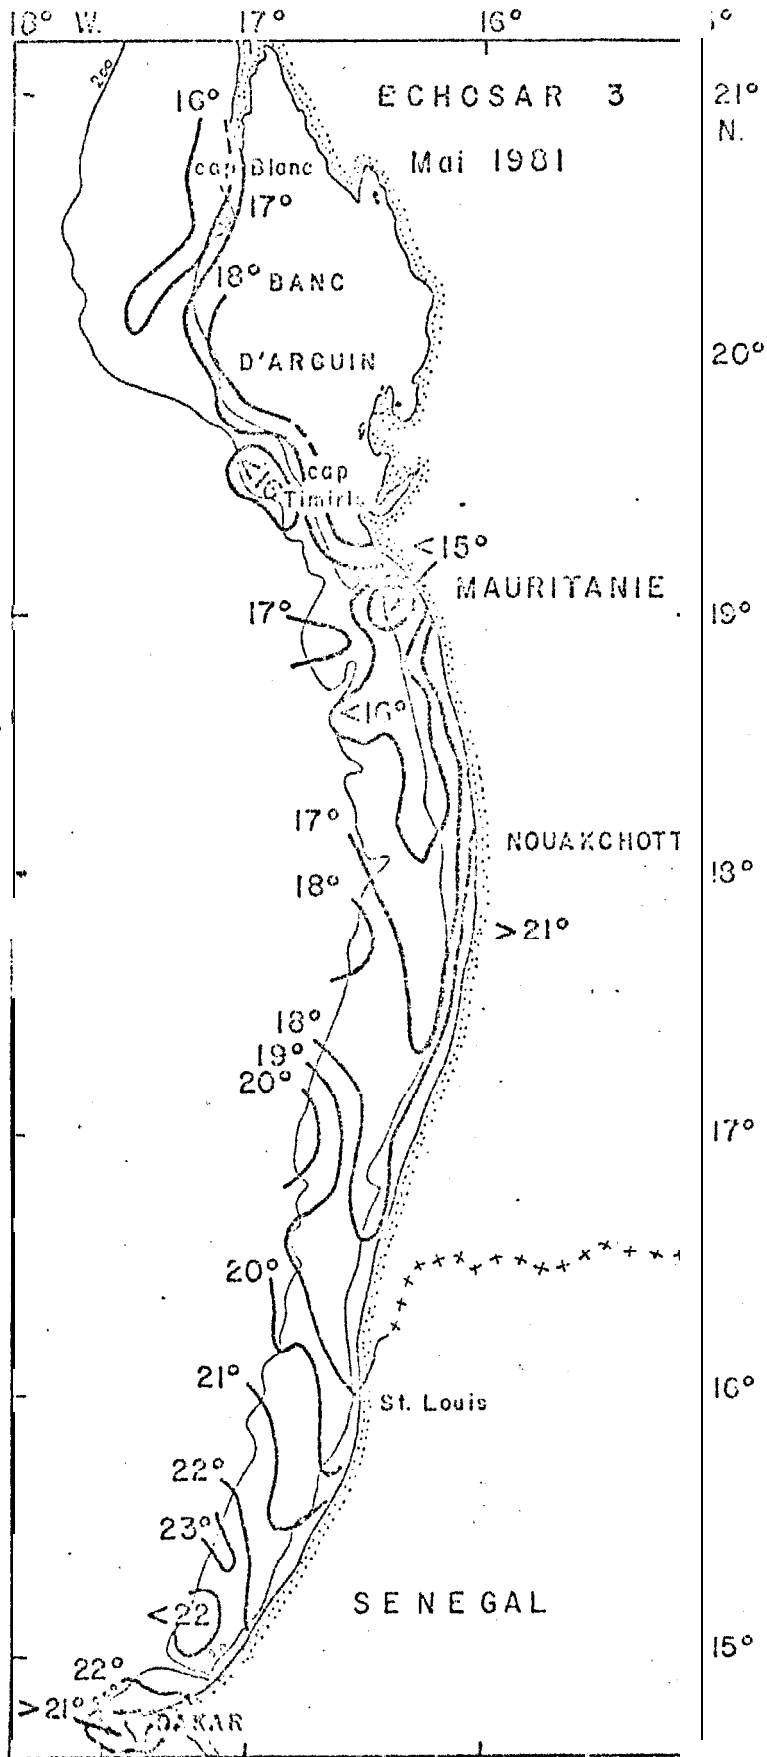 18° W. 17° 16°
200
16°
ECHOSAR 3
21°
N.
cap Blanc
Mai 1981
17°
18° BANC
D'ARGUIN
20°
cap
Timiris
<16
<15°
MAURITANIE
17°
19°
<16°
17°
NOUAKCHOTT
18°
18°
>21°
18°
19°
20°
17°
20°
21°
16°
St. Louis
22°
23°
<22
SENEGAL
15°
22°
>21°
DAKAR